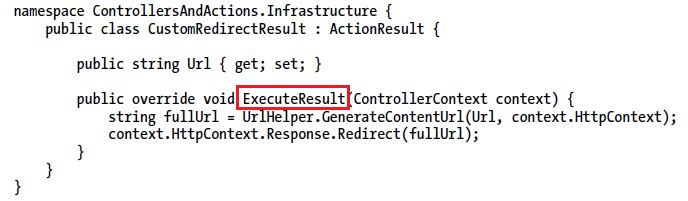 namespace ControllersAndActions.Infrastructure {
public class CustomRedirectResult : ActionResult {
public string Url { get; set; }
public override void ExecuteResult(ControllerContext context) {
string fullUrl = UrlHelper.GenerateContentUrl(Url, context.HttpContext);
context.HttpContext.Response.Redirect(fullUrl);
}
}
}